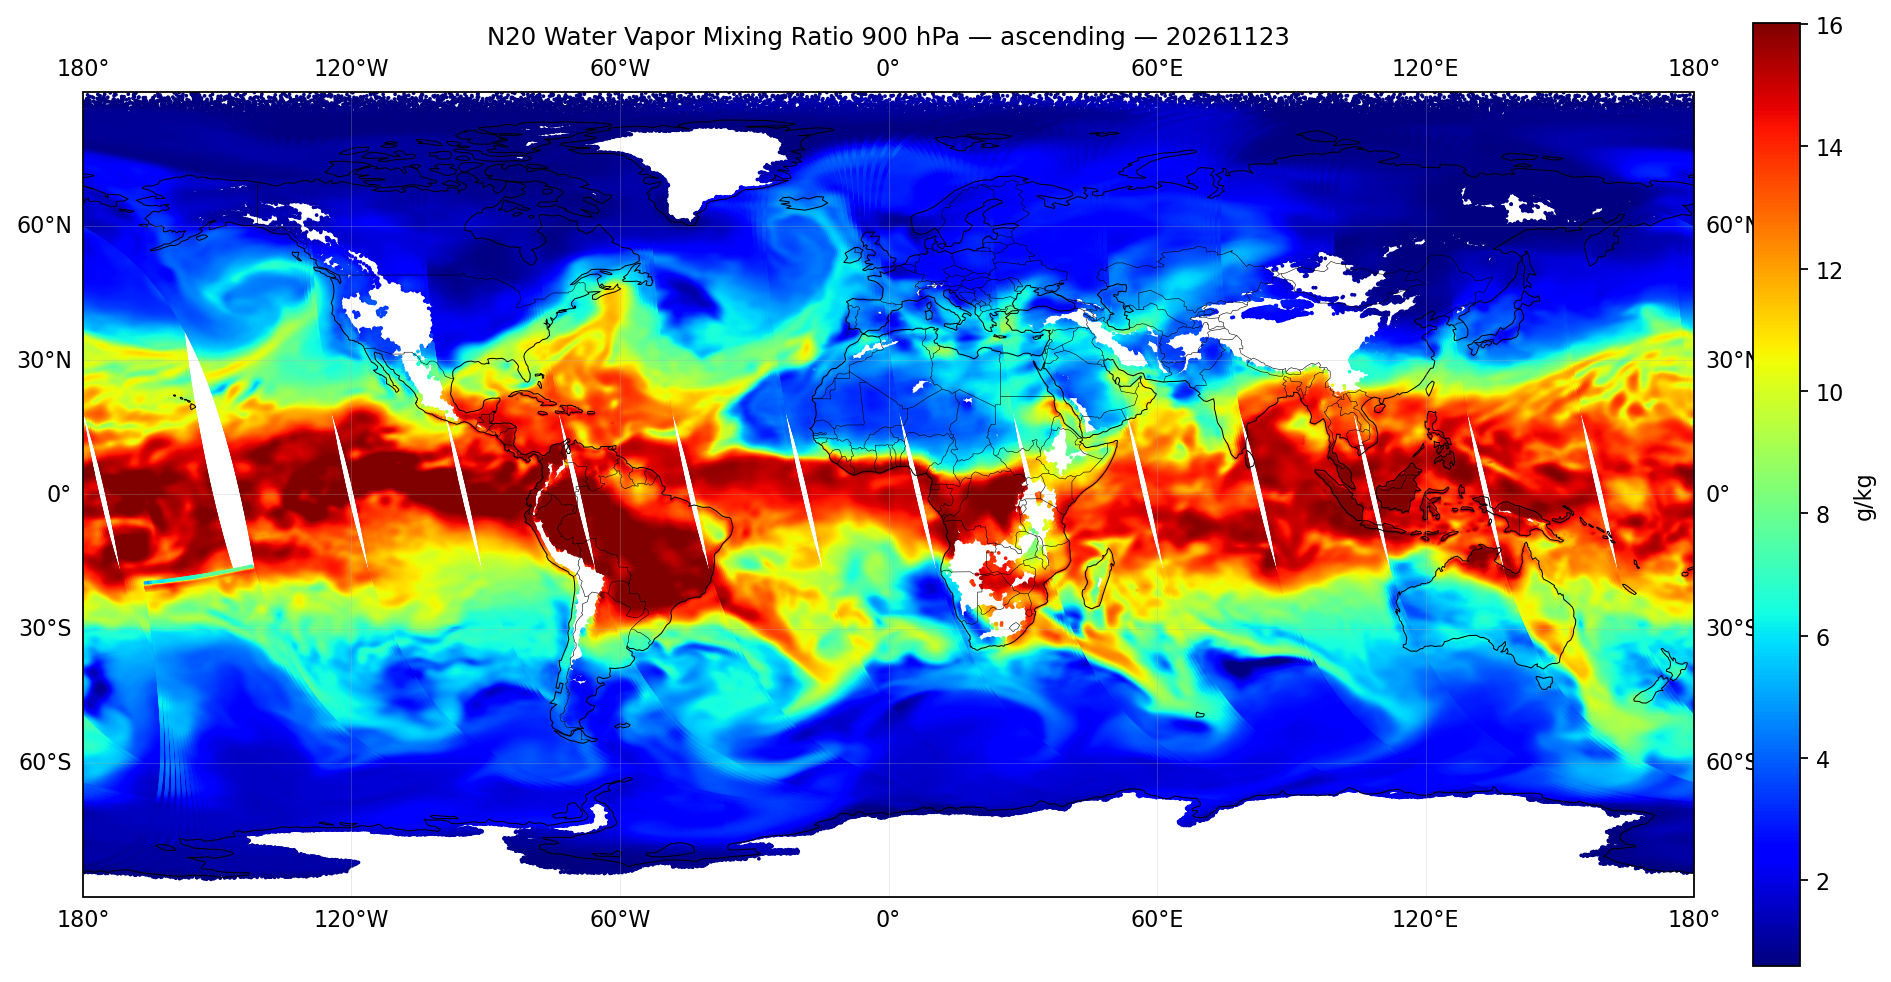 N20 Water Vapor Mixing Ratio 900 hPa — ascending — 20261123
180° 120°W 60°W 0° 60°E 120°E 180°
60°N 60°N
30°N 30°N
0° 0°
30°S 30°S
60°S 60°S
180° 120°W 60°W 0° 60°E 120°E 180°
16
14
12
10
8
6
4
2
g/kg